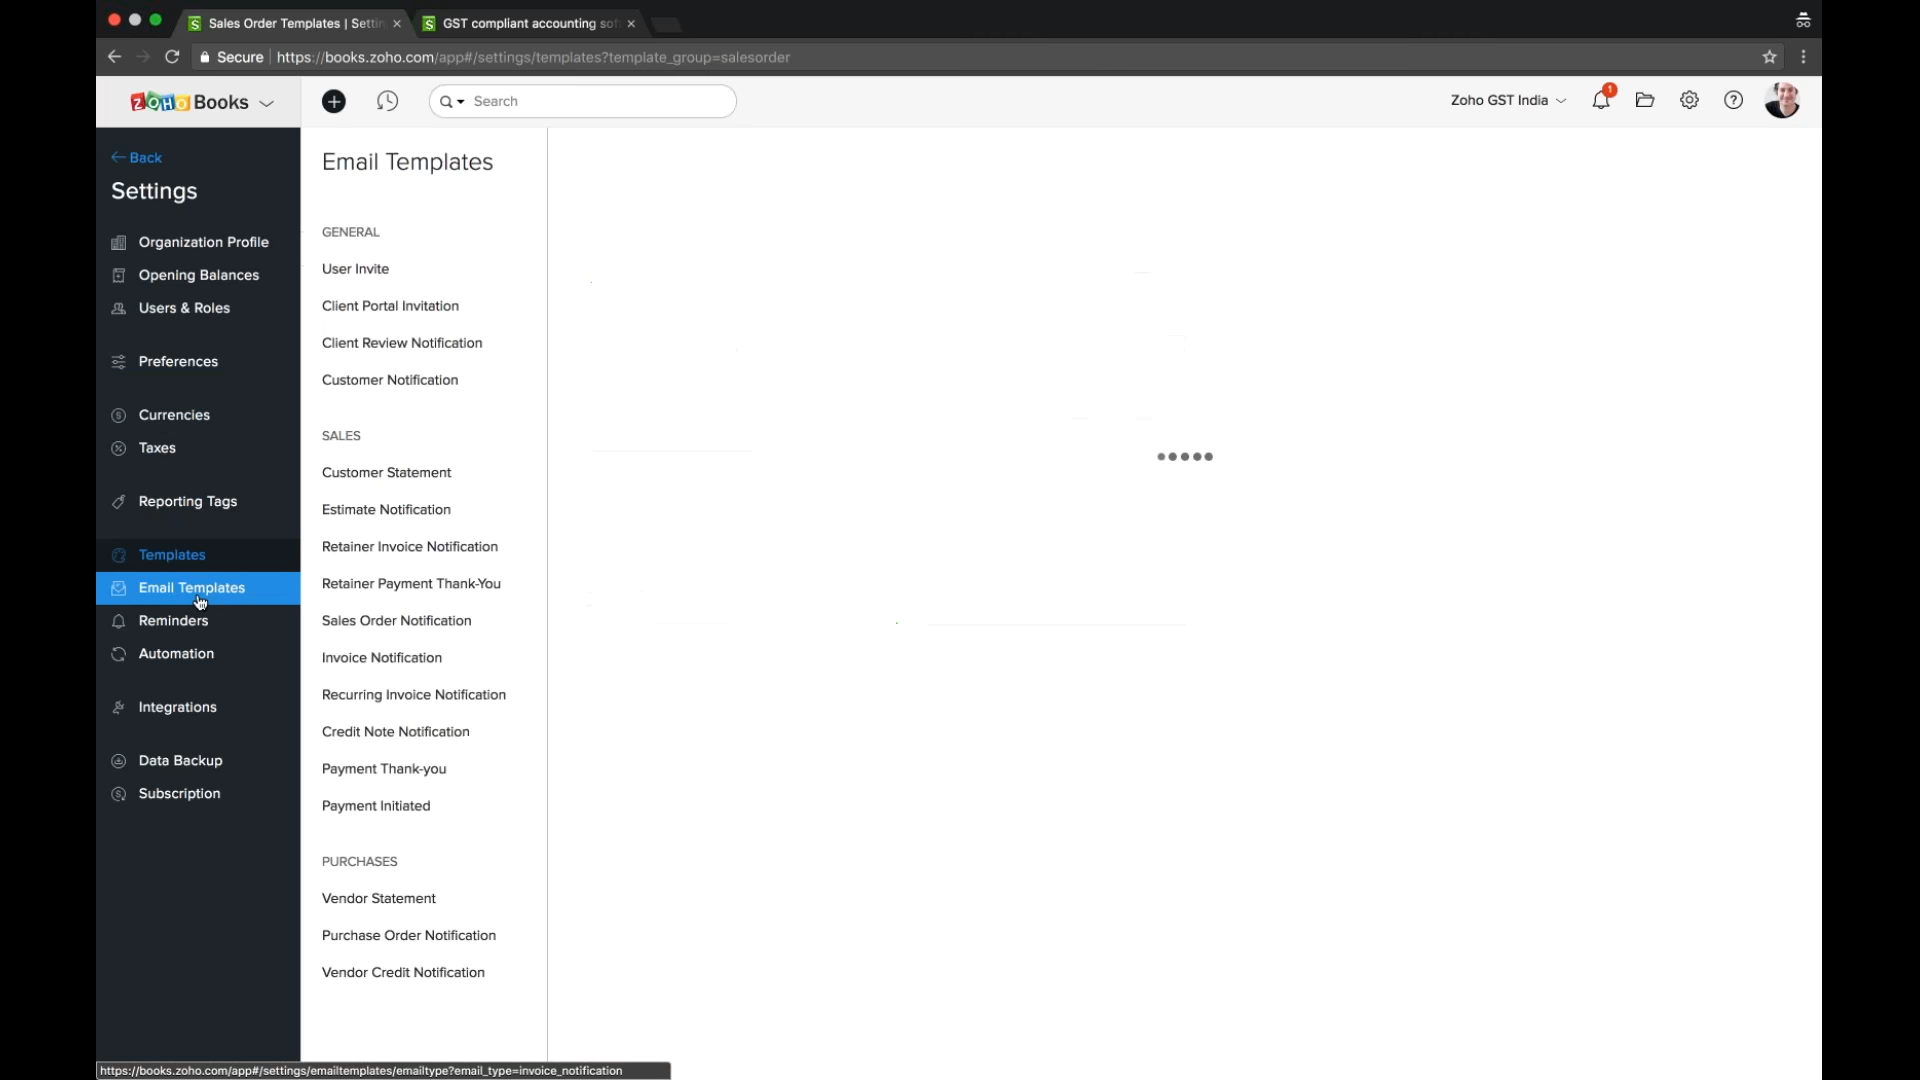 Sales Order Templates | Settin
GST compliant accounting sof
Secure
https://books.zoho.com/app#/settings/templates?template_group=salesorder
ZOHO Books
Search
Zoho GST India
1
Back
Settings
Organization Profile
Opening Balances
Users & Roles
Preferences
Currencies
Taxes
Reporting Tags
Templates
Email Templates
Reminders
Automation
Integrations
Data Backup
Subscription
Email Templates
GENERAL
User Invite
Client Portal Invitation
Client Review Notification
Customer Notification
SALES
Customer Statement
Estimate Notification
Retainer Invoice Notification
Retainer Payment Thank-You
Sales Order Notification
Invoice Notification
Recurring Invoice Notification
Credit Note Notification
Payment Thank-you
Payment Initiated
PURCHASES
Vendor Statement
Purchase Order Notification
Vendor Credit Notification
https://books.zoho.com/app#/settings/emailtemplates/emailtype?email_type=invoice_notification